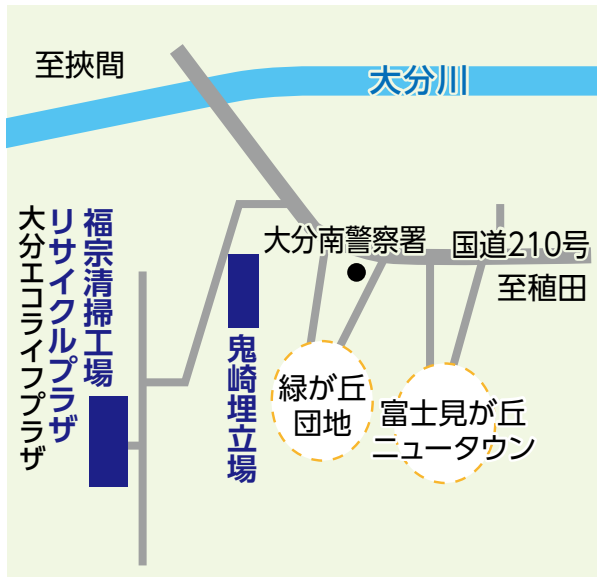 至挾間
大分川
大分南警察署
国道210号
至稙田
福宗清掃工場
リサイクルプラザ
大分エコライフプラザ
鬼崎埋立場
緑が丘
団地
富士見が丘
ニュータウン